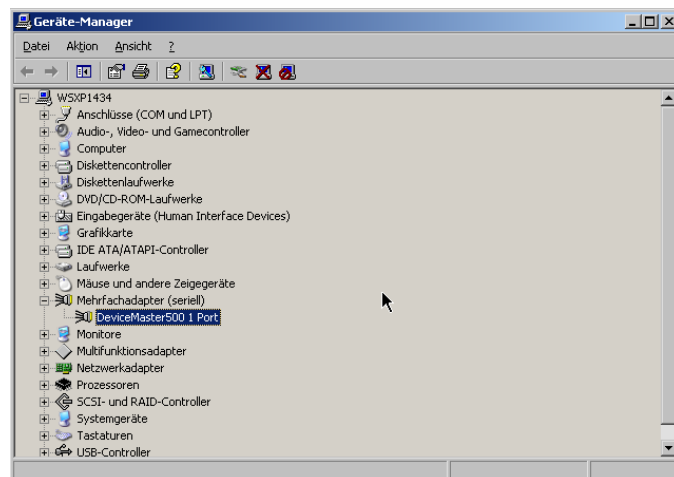 Geräte-Manager
Datei Aktion Ansicht ?
WSXP1434
Anschlüsse (COM und LPT)
Audio-, Video- und Gamecontroller
Computer
Diskettencontroller
Diskettenlaufwerke
DVD/CD-ROM-Laufwerke
Eingabegeräte (Human Interface Devices)
Grafikkarte
IDE ATA/ATAPI-Controller
Laufwerke
Mäuse und andere Zeigegeräte
Mehrfachadapter (seriell)
DeviceMaster500 1 Port
Monitore
Multifunktionsadapter
Netzwerkadapter
Prozessoren
SCSI- und RAID-Controller
Systemgeräte
Tastaturen
USB-Controller